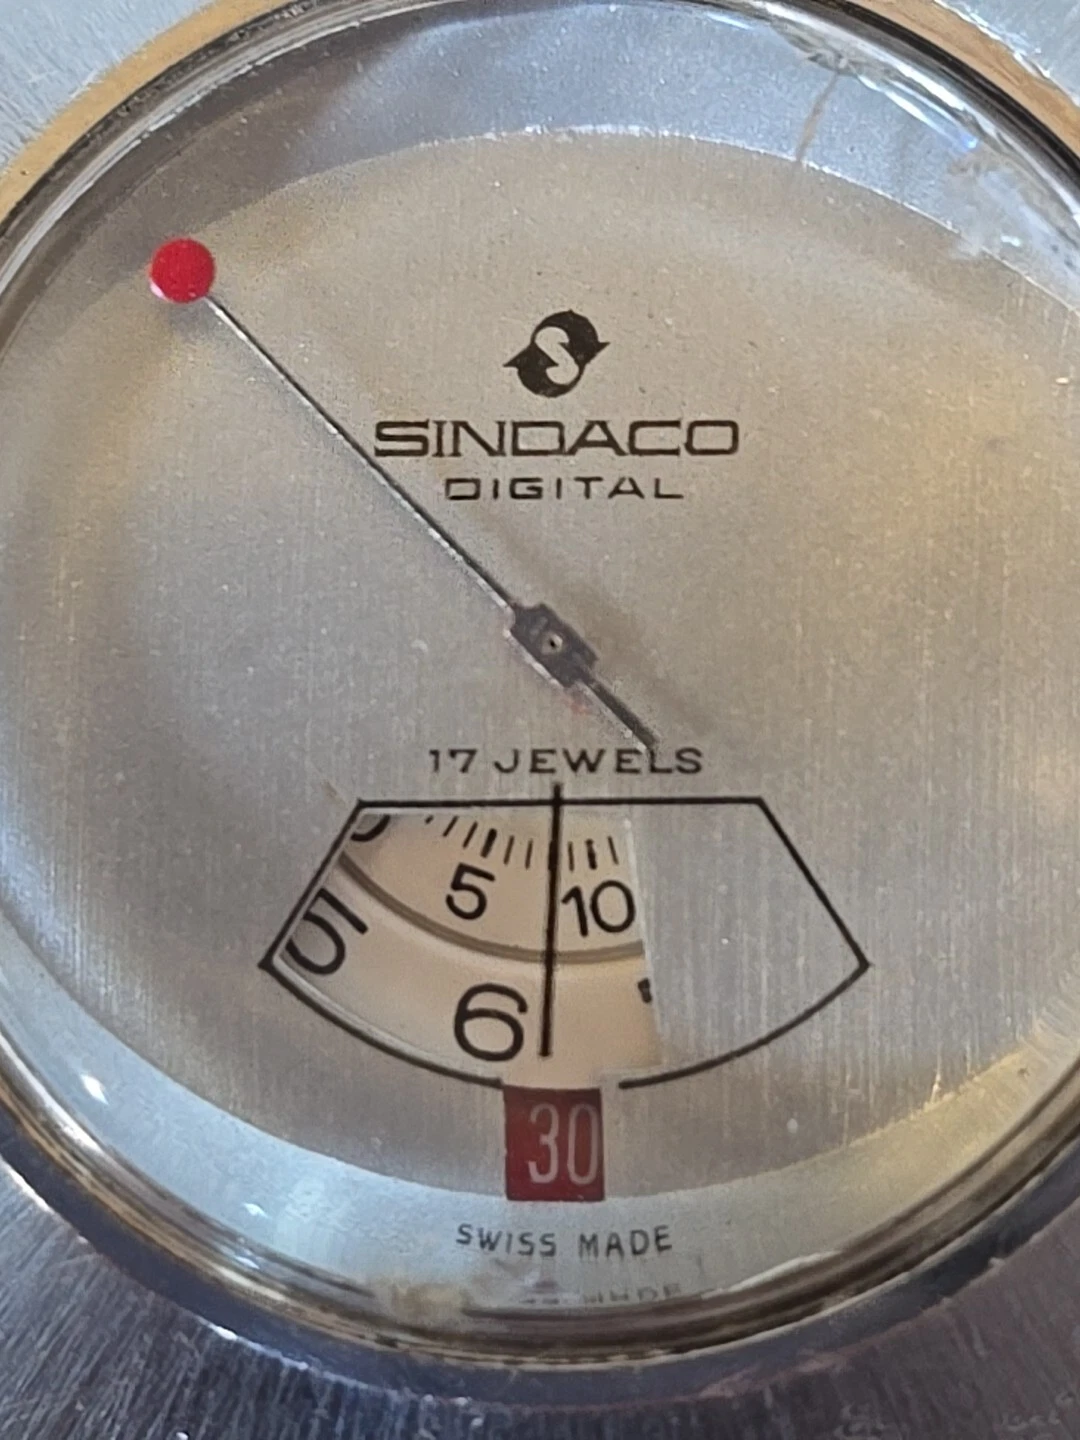 S
SINDACO
DIGITAL
17 JEWELS
5 10
5 6
30
SWISS MADE